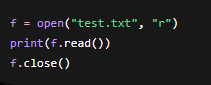 f = open("test.txt", "r")
print(f.read())
f.close()